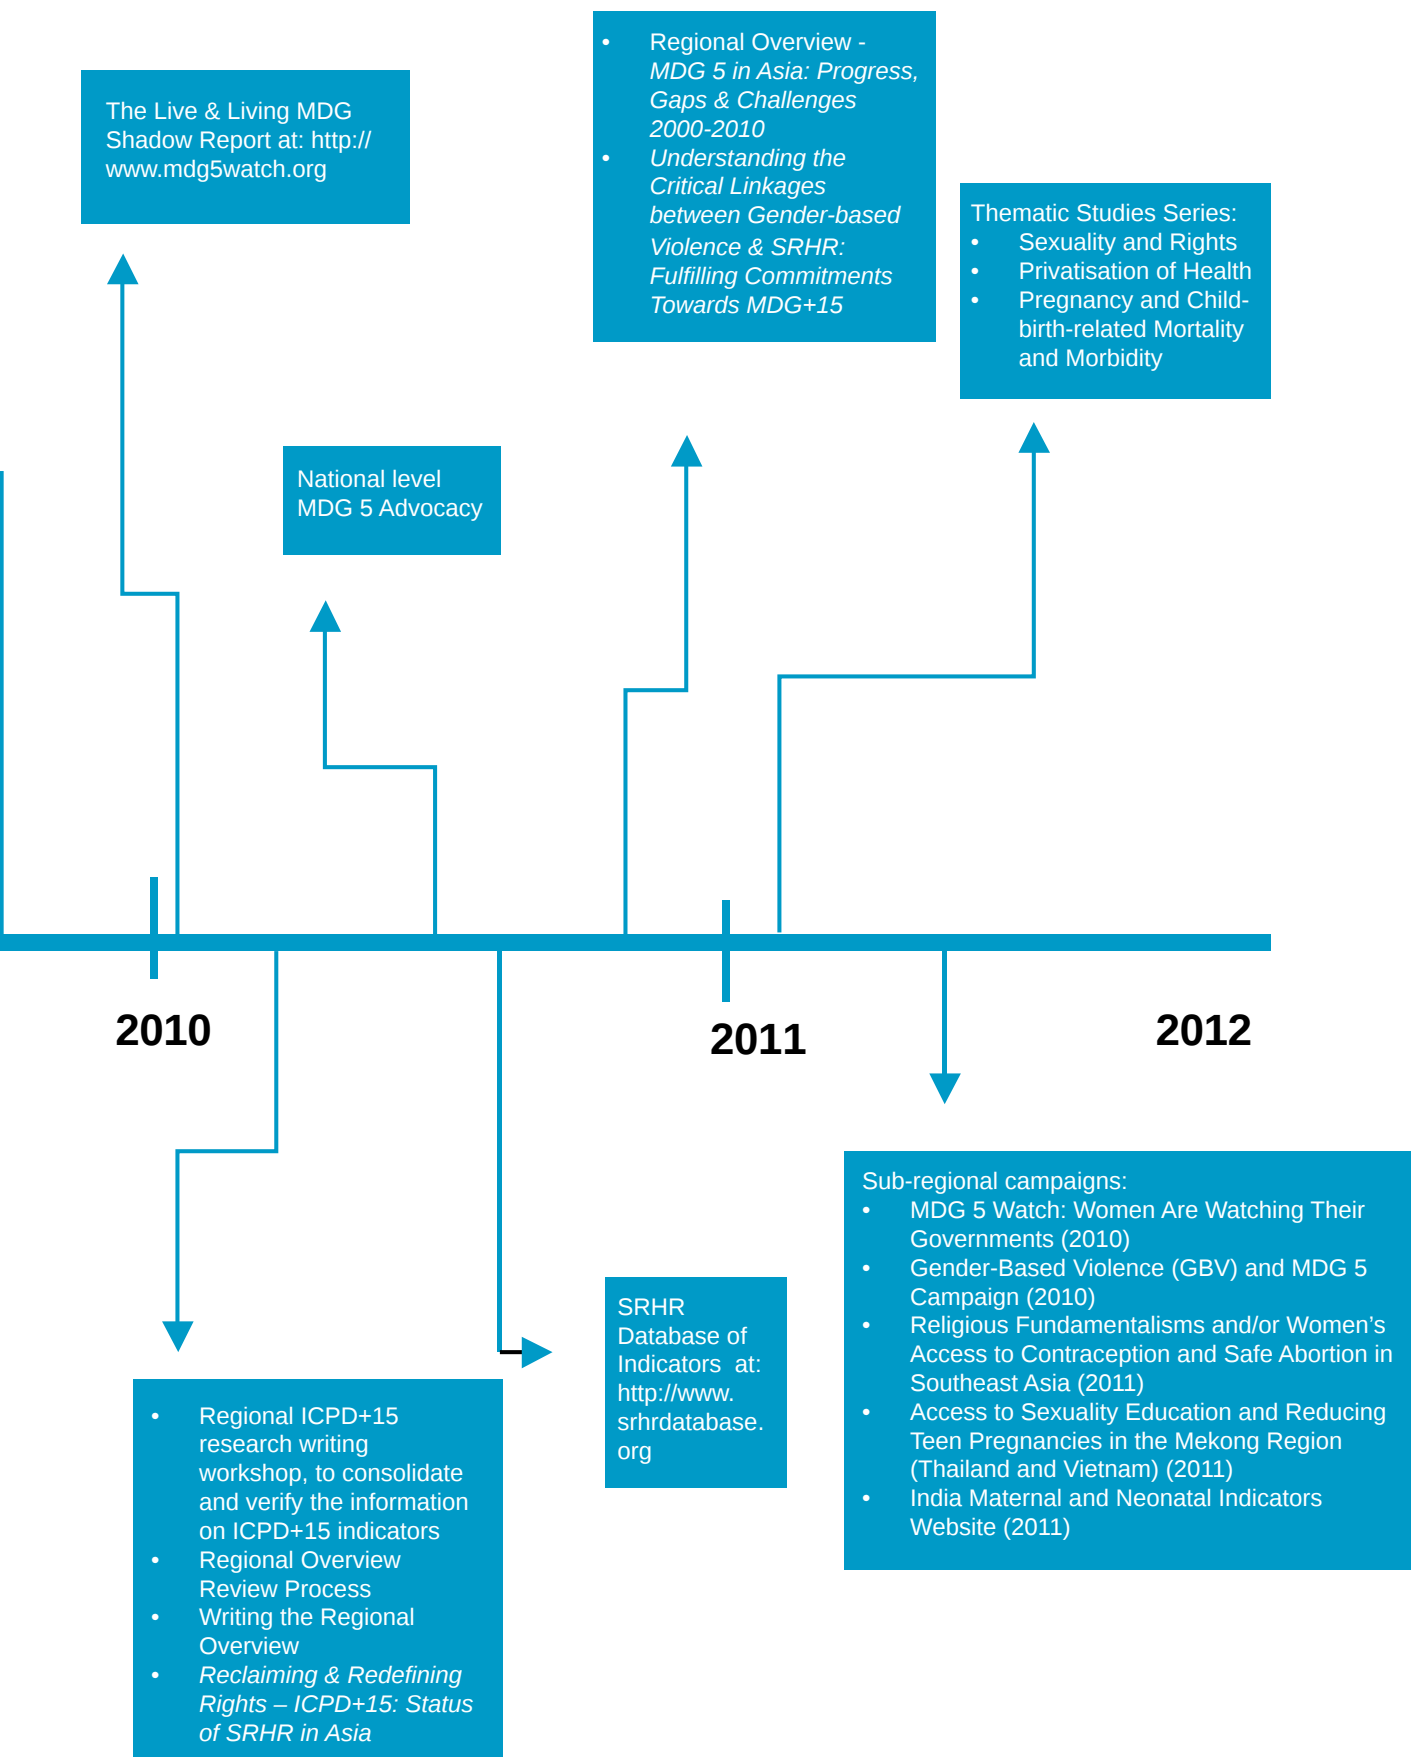 The Live & Living MDG
Shadow Report at: http://
www.mdg5watch.org
• Regional Overview -
MDG 5 in Asia: Progress,
Gaps & Challenges
2000-2010
• Understanding the
Critical Linkages
between Gender-based
Violence & SRHR:
Fulfilling Commitments
Towards MDG+15
Thematic Studies Series:
• Sexuality and Rights
• Privatisation of Health
• Pregnancy and Child-
birth-related Mortality
and Morbidity
National level
MDG 5 Advocacy
2010
2011
2012
• Regional ICPD+15
research writing
workshop, to consolidate
and verify the information
on ICPD+15 indicators
• Regional Overview
Review Process
• Writing the Regional
Overview
• Reclaiming & Redefining
Rights – ICPD+15: Status
of SRHR in Asia
SRHR
Database of
Indicators at:
http://www.
srhrdatabase.
org
Sub-regional campaigns:
• MDG 5 Watch: Women Are Watching Their
Governments (2010)
• Gender-Based Violence (GBV) and MDG 5
Campaign (2010)
• Religious Fundamentalisms and/or Women’s
Access to Contraception and Safe Abortion in
Southeast Asia (2011)
• Access to Sexuality Education and Reducing
Teen Pregnancies in the Mekong Region
(Thailand and Vietnam) (2011)
• India Maternal and Neonatal Indicators
Website (2011)